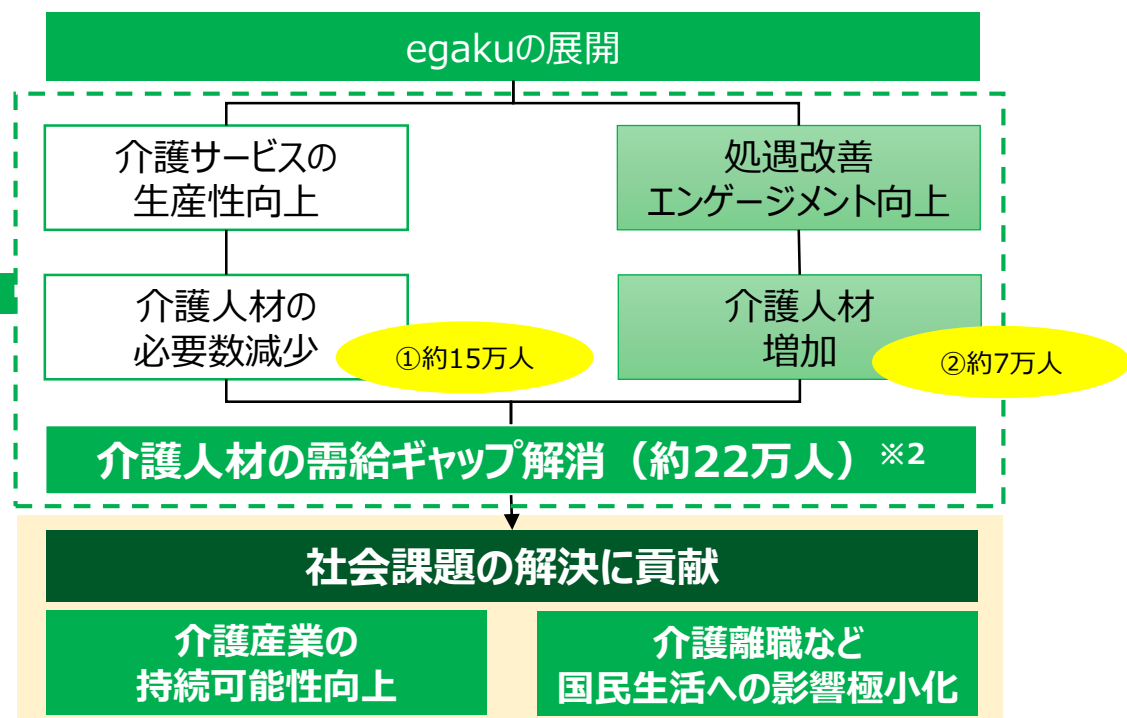 egakuの展開
介護サービスの
生産性向上
処遇改善
エンゲージメント向上
介護人材の
必要数減少
①約15万人
介護人材
増加
②約7万人
介護人材の需給ギャップ解消（約22万人）※2
社会課題の解決に貢献
介護産業の
持続可能性向上
介護離職など
国民生活への影響極小化